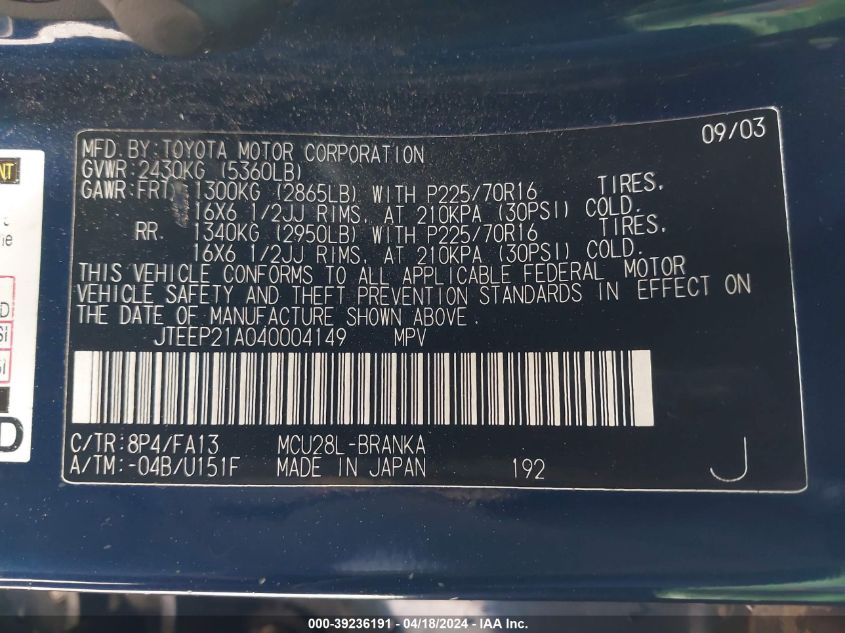 09/03
MFD. BY: TOYOTA MOTOR CORPORATION
GVWR: 2430KG (5360LB)
GAWR: FRT. 1300KG (2865LB) WITH P225/70R16 TIRES,
16X6 1/2JJ RIMS, AT 210KPA (30PSI) COLD.
RR. 1340KG (2950LB) WITH P225/70R16 TIRES,
16X6 1/2JJ RIMS, AT 210KPA (30PSI) COLD.
THIS VEHICLE CONFORMS TO ALL APPLICABLE FEDERAL MOTOR
VEHICLE SAFETY AND THEFT PREVENTION STANDARDS IN EFFECT ON
THE DATE OF MANUFACTURE SHOWN ABOVE.
JTEEP21A040004149 MPV
C/TR: 8P4/FA13 MCU28L-BRANKA
A/TM: -04B/U151F MADE IN JAPAN 192 J
000-39236191 - 04/18/2024 - IAA Inc.